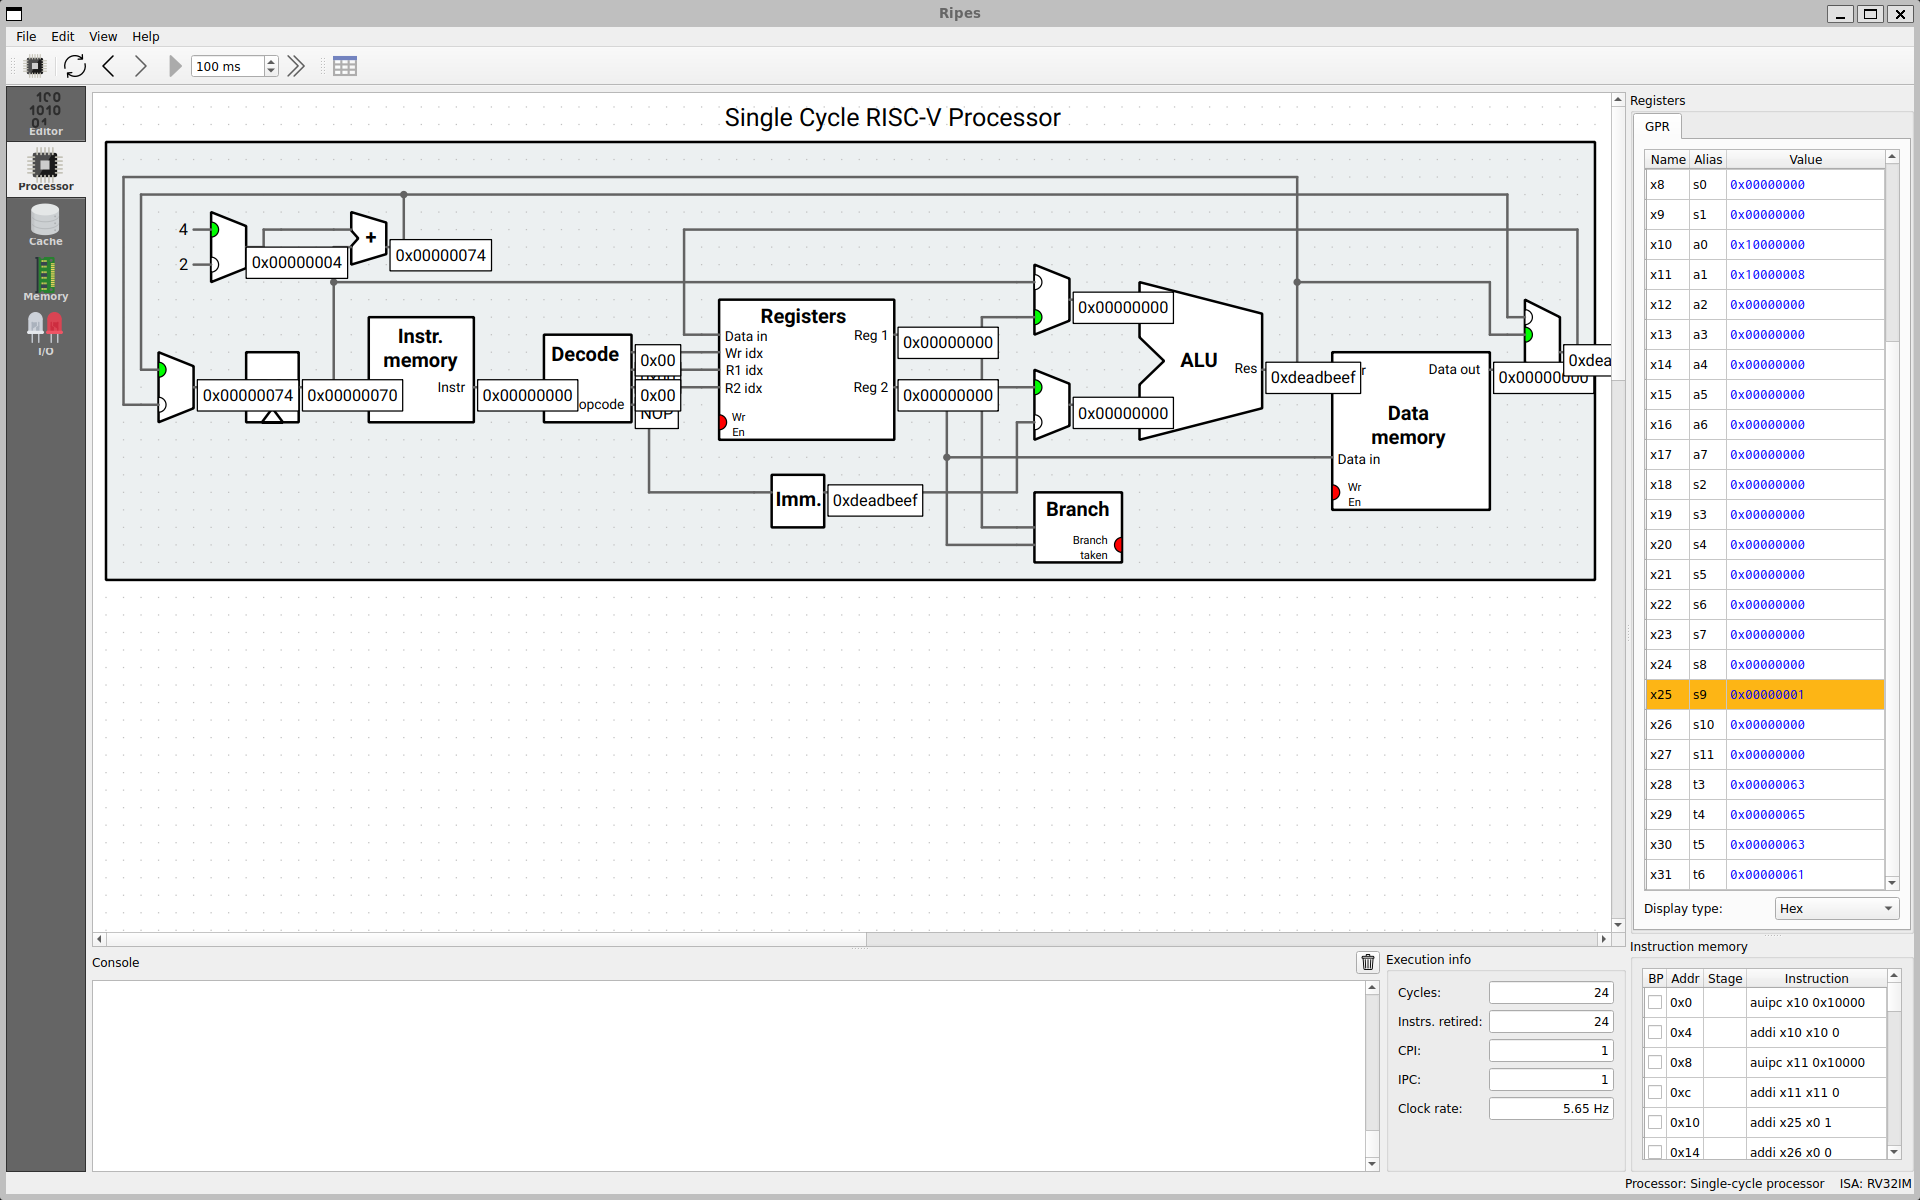 Ripes
File Edit View Help
100 ms
Editor
Processor
Cache
Memory
I/O
Single Cycle RISC-V Processor
4
2
0x00000004
+
0x00000074
0x00000074
0x00000070
Instr.
memory
Instr
0x00000000
Decode
opcode
0x00
0x00
NOP
Registers
Data in
Wr idx
R1 idx
R2 idx
Wr
En
Reg 1
Reg 2
0x00000000
0x00000000
Imm.
0xdeadbeef
0x00000000
0x00000000
ALU
Res
0xdeadbeef
Branch
Branch
taken
r
Data out
Data
memory
Data in
Wr
En
0x00000000
0xdea
Console
Execution info
Cycles: 24
Instrs. retired: 24
CPI: 1
IPC: 1
Clock rate: 5.65 Hz
Registers
GPR
Name Alias Value
x8 s0 0x00000000
x9 s1 0x00000000
x10 a0 0x10000000
x11 a1 0x10000008
x12 a2 0x00000000
x13 a3 0x00000000
x14 a4 0x00000000
x15 a5 0x00000000
x16 a6 0x00000000
x17 a7 0x00000000
x18 s2 0x00000000
x19 s3 0x00000000
x20 s4 0x00000000
x21 s5 0x00000000
x22 s6 0x00000000
x23 s7 0x00000000
x24 s8 0x00000000
x25 s9 0x00000001
x26 s10 0x00000000
x27 s11 0x00000000
x28 t3 0x00000063
x29 t4 0x00000065
x30 t5 0x00000063
x31 t6 0x00000061
Display type: Hex
Instruction memory
BP Addr Stage Instruction
0x0 auipc x10 0x10000
0x4 addi x10 x10 0
0x8 auipc x11 0x10000
0xc addi x11 x11 0
0x10 addi x25 x0 1
0x14 addi x26 x0 0
Processor: Single-cycle processor ISA: RV32IM